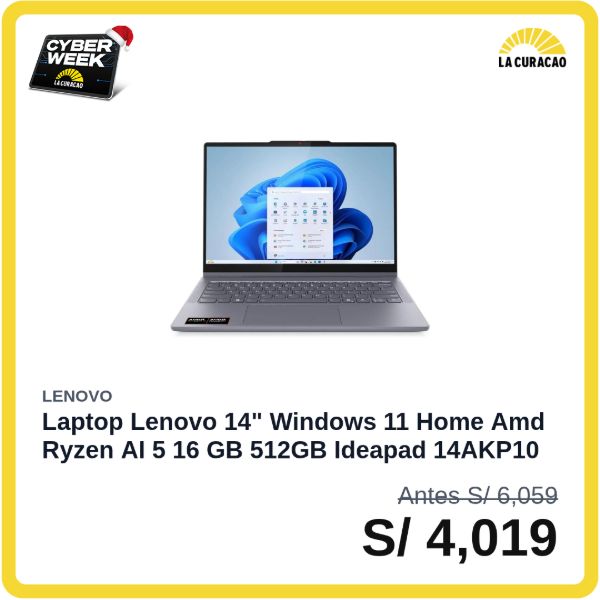 CYBER
WEEK
LA CURACAO
LA CURACAO
LENOVO
Laptop Lenovo 14" Windows 11 Home Amd
Ryzen AI 5 16 GB 512GB Ideapad 14AKP10
Antes S/ 6,059
S/ 4,019